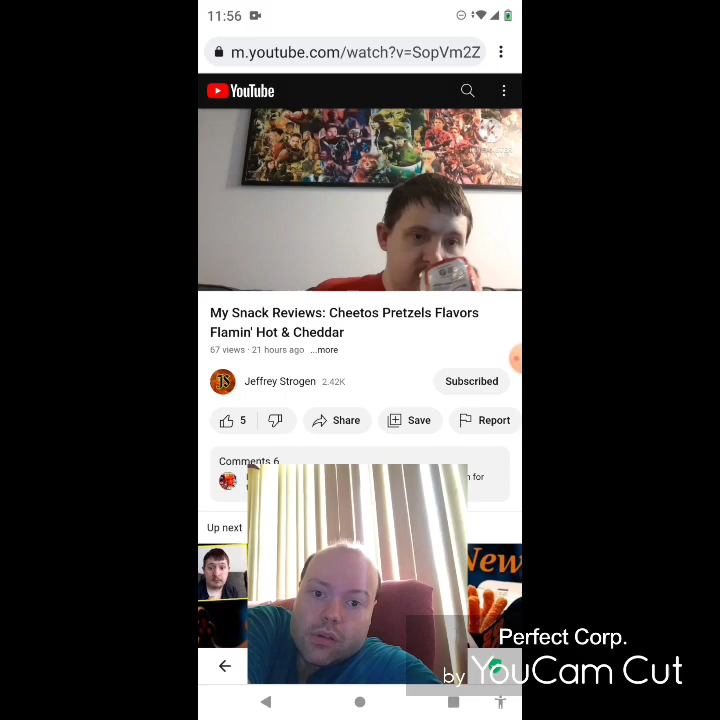 11:56
m.youtube.com/watch?v=SopVm2Z
YouTube
My Snack Reviews: Cheetos Pretzels Flavors
Flamin' Hot & Cheddar
67 views · 21 hours ago ...more
JS
Jeffrey Strogen 2.42K
Subscribed
5
Share
Save
Report
Comments 6
n for
Up next
New
Perfect Corp.
by YouCam Cut